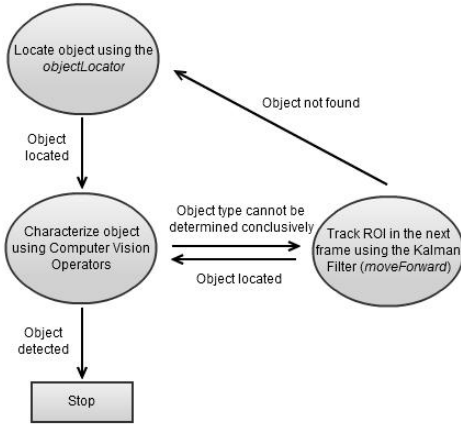 Locate object using the
objectLocator
Object not found
Object
located
Characterize object
using Computer Vision
Operators
Object type cannot be
determined conclusively
Object located
Track ROI in the next
frame using the Kalman
Filter (moveForward)
Object
detected
Stop